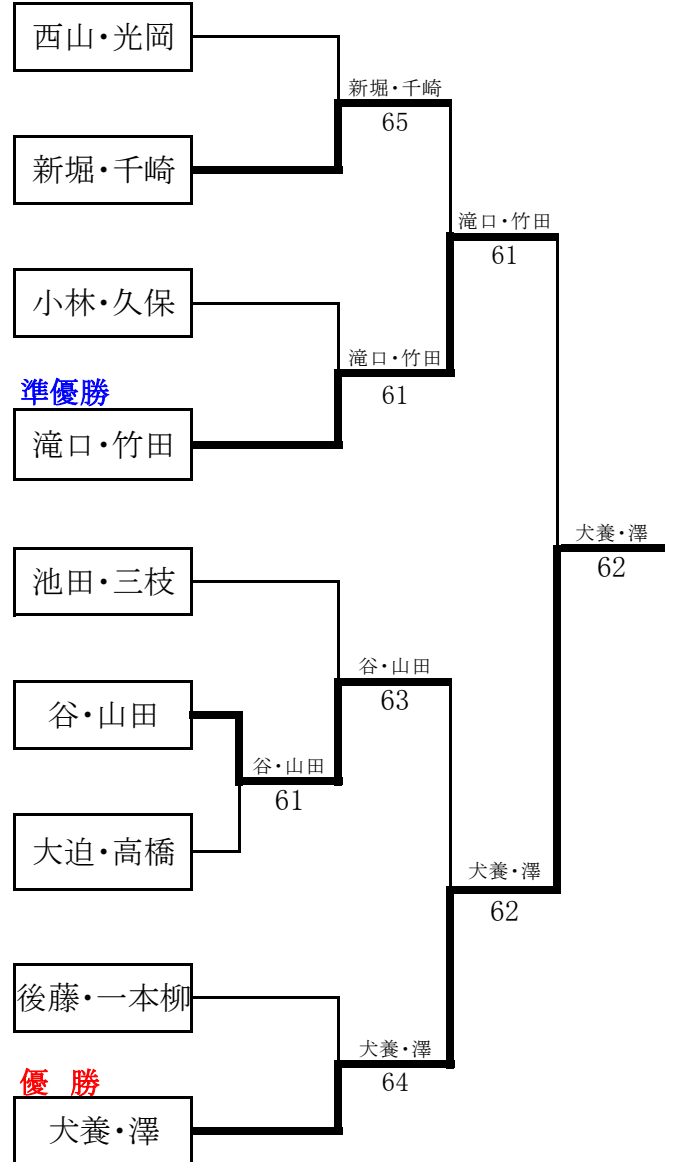 西山・光岡
新堀・千崎
65
新堀・千崎
滝口・竹田
61
小林・久保
滝口・竹田
61
準優勝
滝口・竹田
犬養・澤
62
池田・三枝
谷・山田
63
谷・山田
谷・山田
61
大迫・高橋
犬養・澤
62
後藤・一本柳
犬養・澤
64
優 勝
犬養・澤